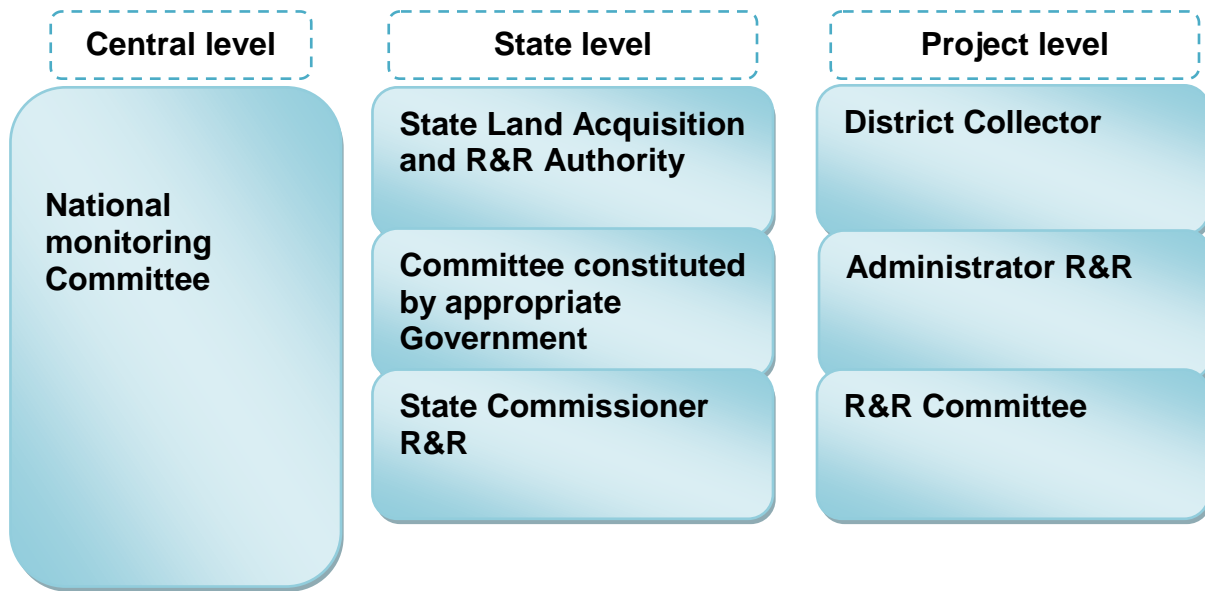 Central level
National
monitoring
Committee
State level
State Land Acquisition
and R&R Authority
Committee constituted
by appropriate
Government
State Commissioner
R&R
Project level
District Collector
Administrator R&R
R&R Committee